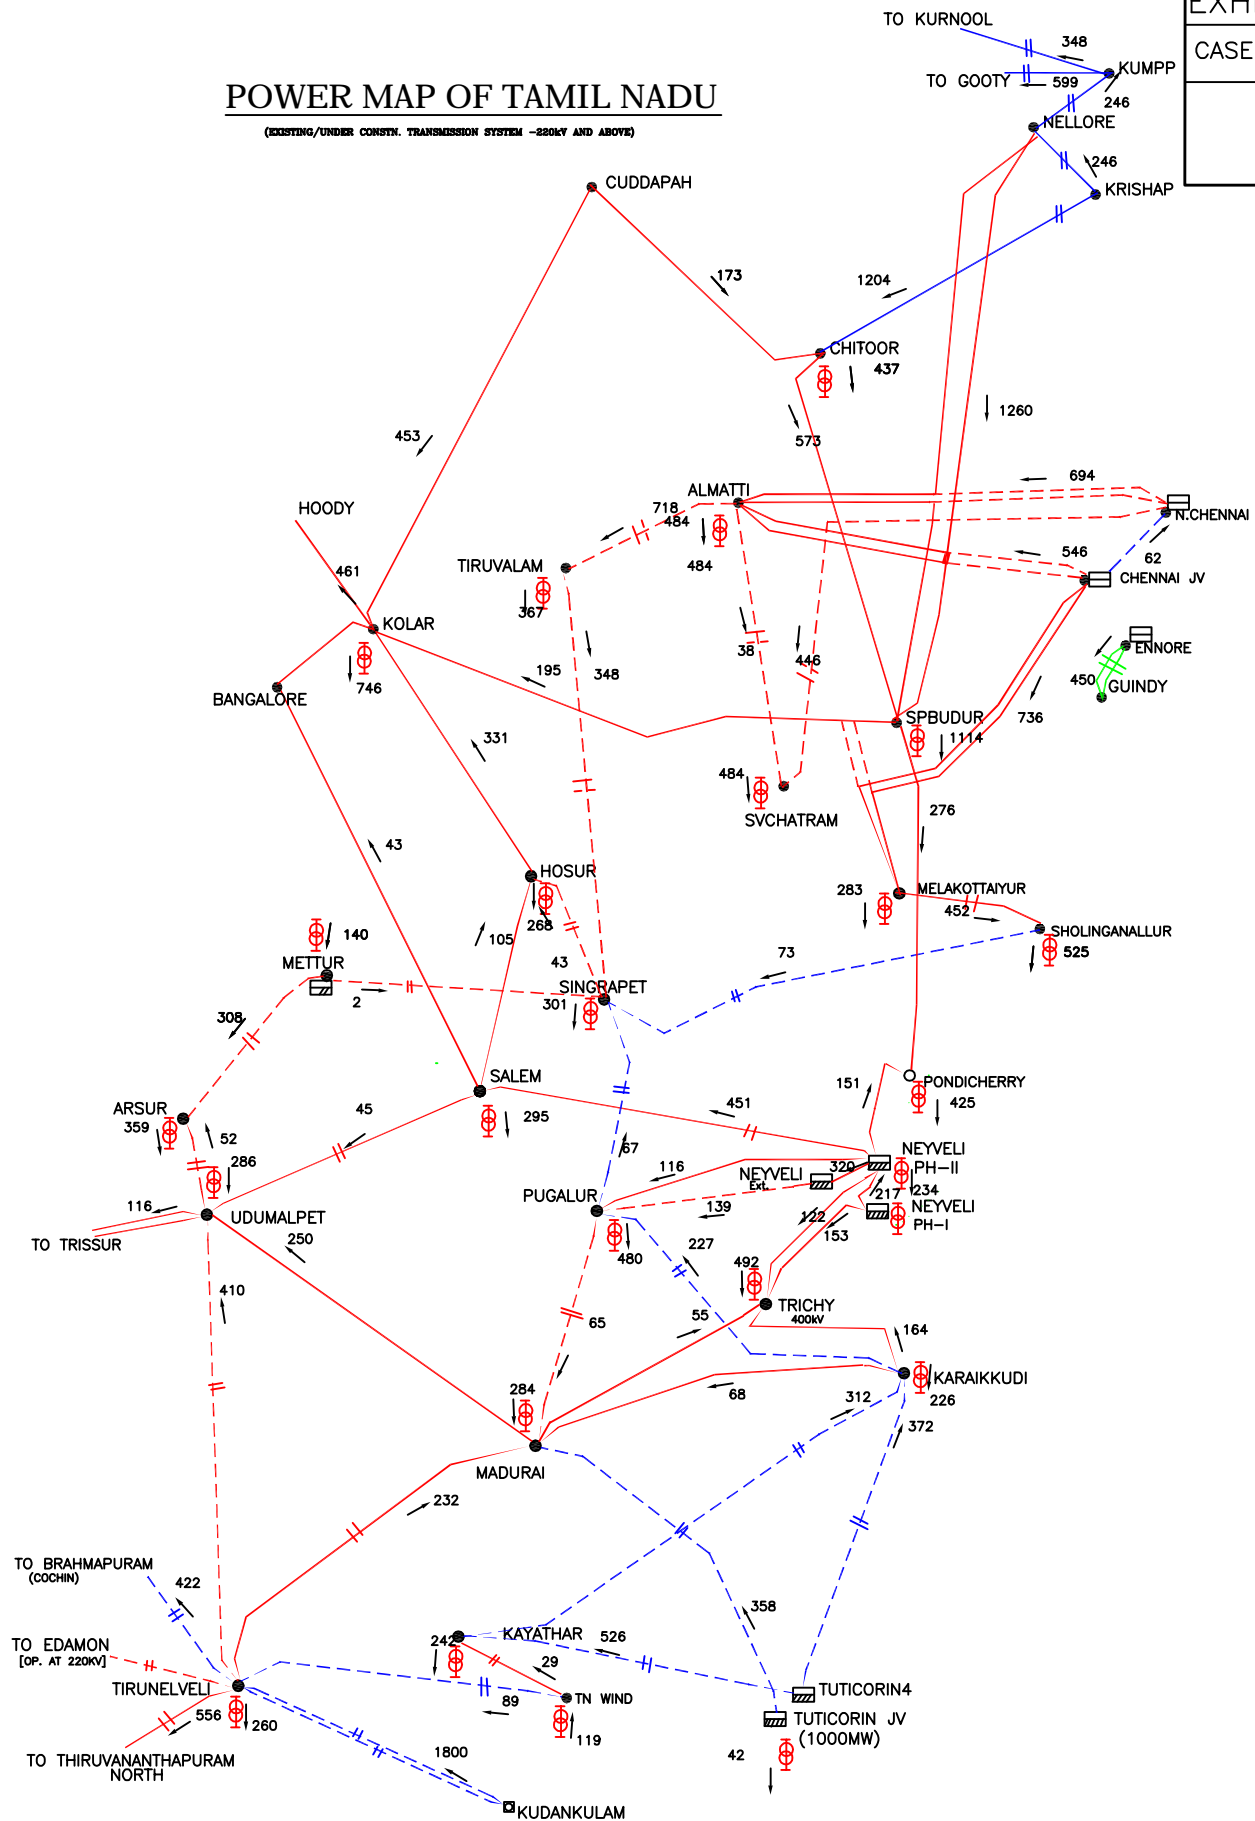 TO KURNOOL
EXH
348
CASE
KUMPP
TO GOOTY
599
246
POWER MAP OF TAMIL NADU
NELLORE
(EXISTING/UNDER CONSTN. TRANSMISSION SYSTEM -220kV AND ABOVE)
246
CUDDAPAH
KRISHAP
173
1204
CHITOOR
437
1260
453
573
694
ALMATTI
HOODY
718
484
N.CHENNAI
546
62
484
TIRUVALAM
461
CHENNAI JV
367
KOLAR
ENNORE
38
446
195
348
450
GUINDY
746
BANGALORE
SPBUDUR
736
331
1114
484
276
SVCHATRAM
43
HOSUR
283
MELAKOTTAIYUR
452
268
140
105
SHOLINGANALLUR
73
525
43
METTUR
SINGRAPET
2
301
308
SALEM
PONDICHERRY
151
ARSUR
45
451
295
425
359
52
67
NEYVELI
PH-II
286
116
NEYVELI
320
Ext.
PUGALUR
234
116
217
139
NEYVELI
UDUMALPET
122
PH-I
153
TO TRISSUR
250
227
480
492
410
TRICHY
400kV
65
55
164
KARAIKKUDI
284
68
312
226
372
MADURAI
232
TO BRAHMAPURAM
(COCHIN)
422
358
KAYATHAR
526
242
TO EDAMON
[OP. AT 220KV]
29
TIRUNELVELI
TUTICORIN4
89
TN WIND
556
260
TUTICORIN JV
(1000MW)
119
42
TO THIRUVANANTHAPURAM
NORTH
1800
KUDANKULAM